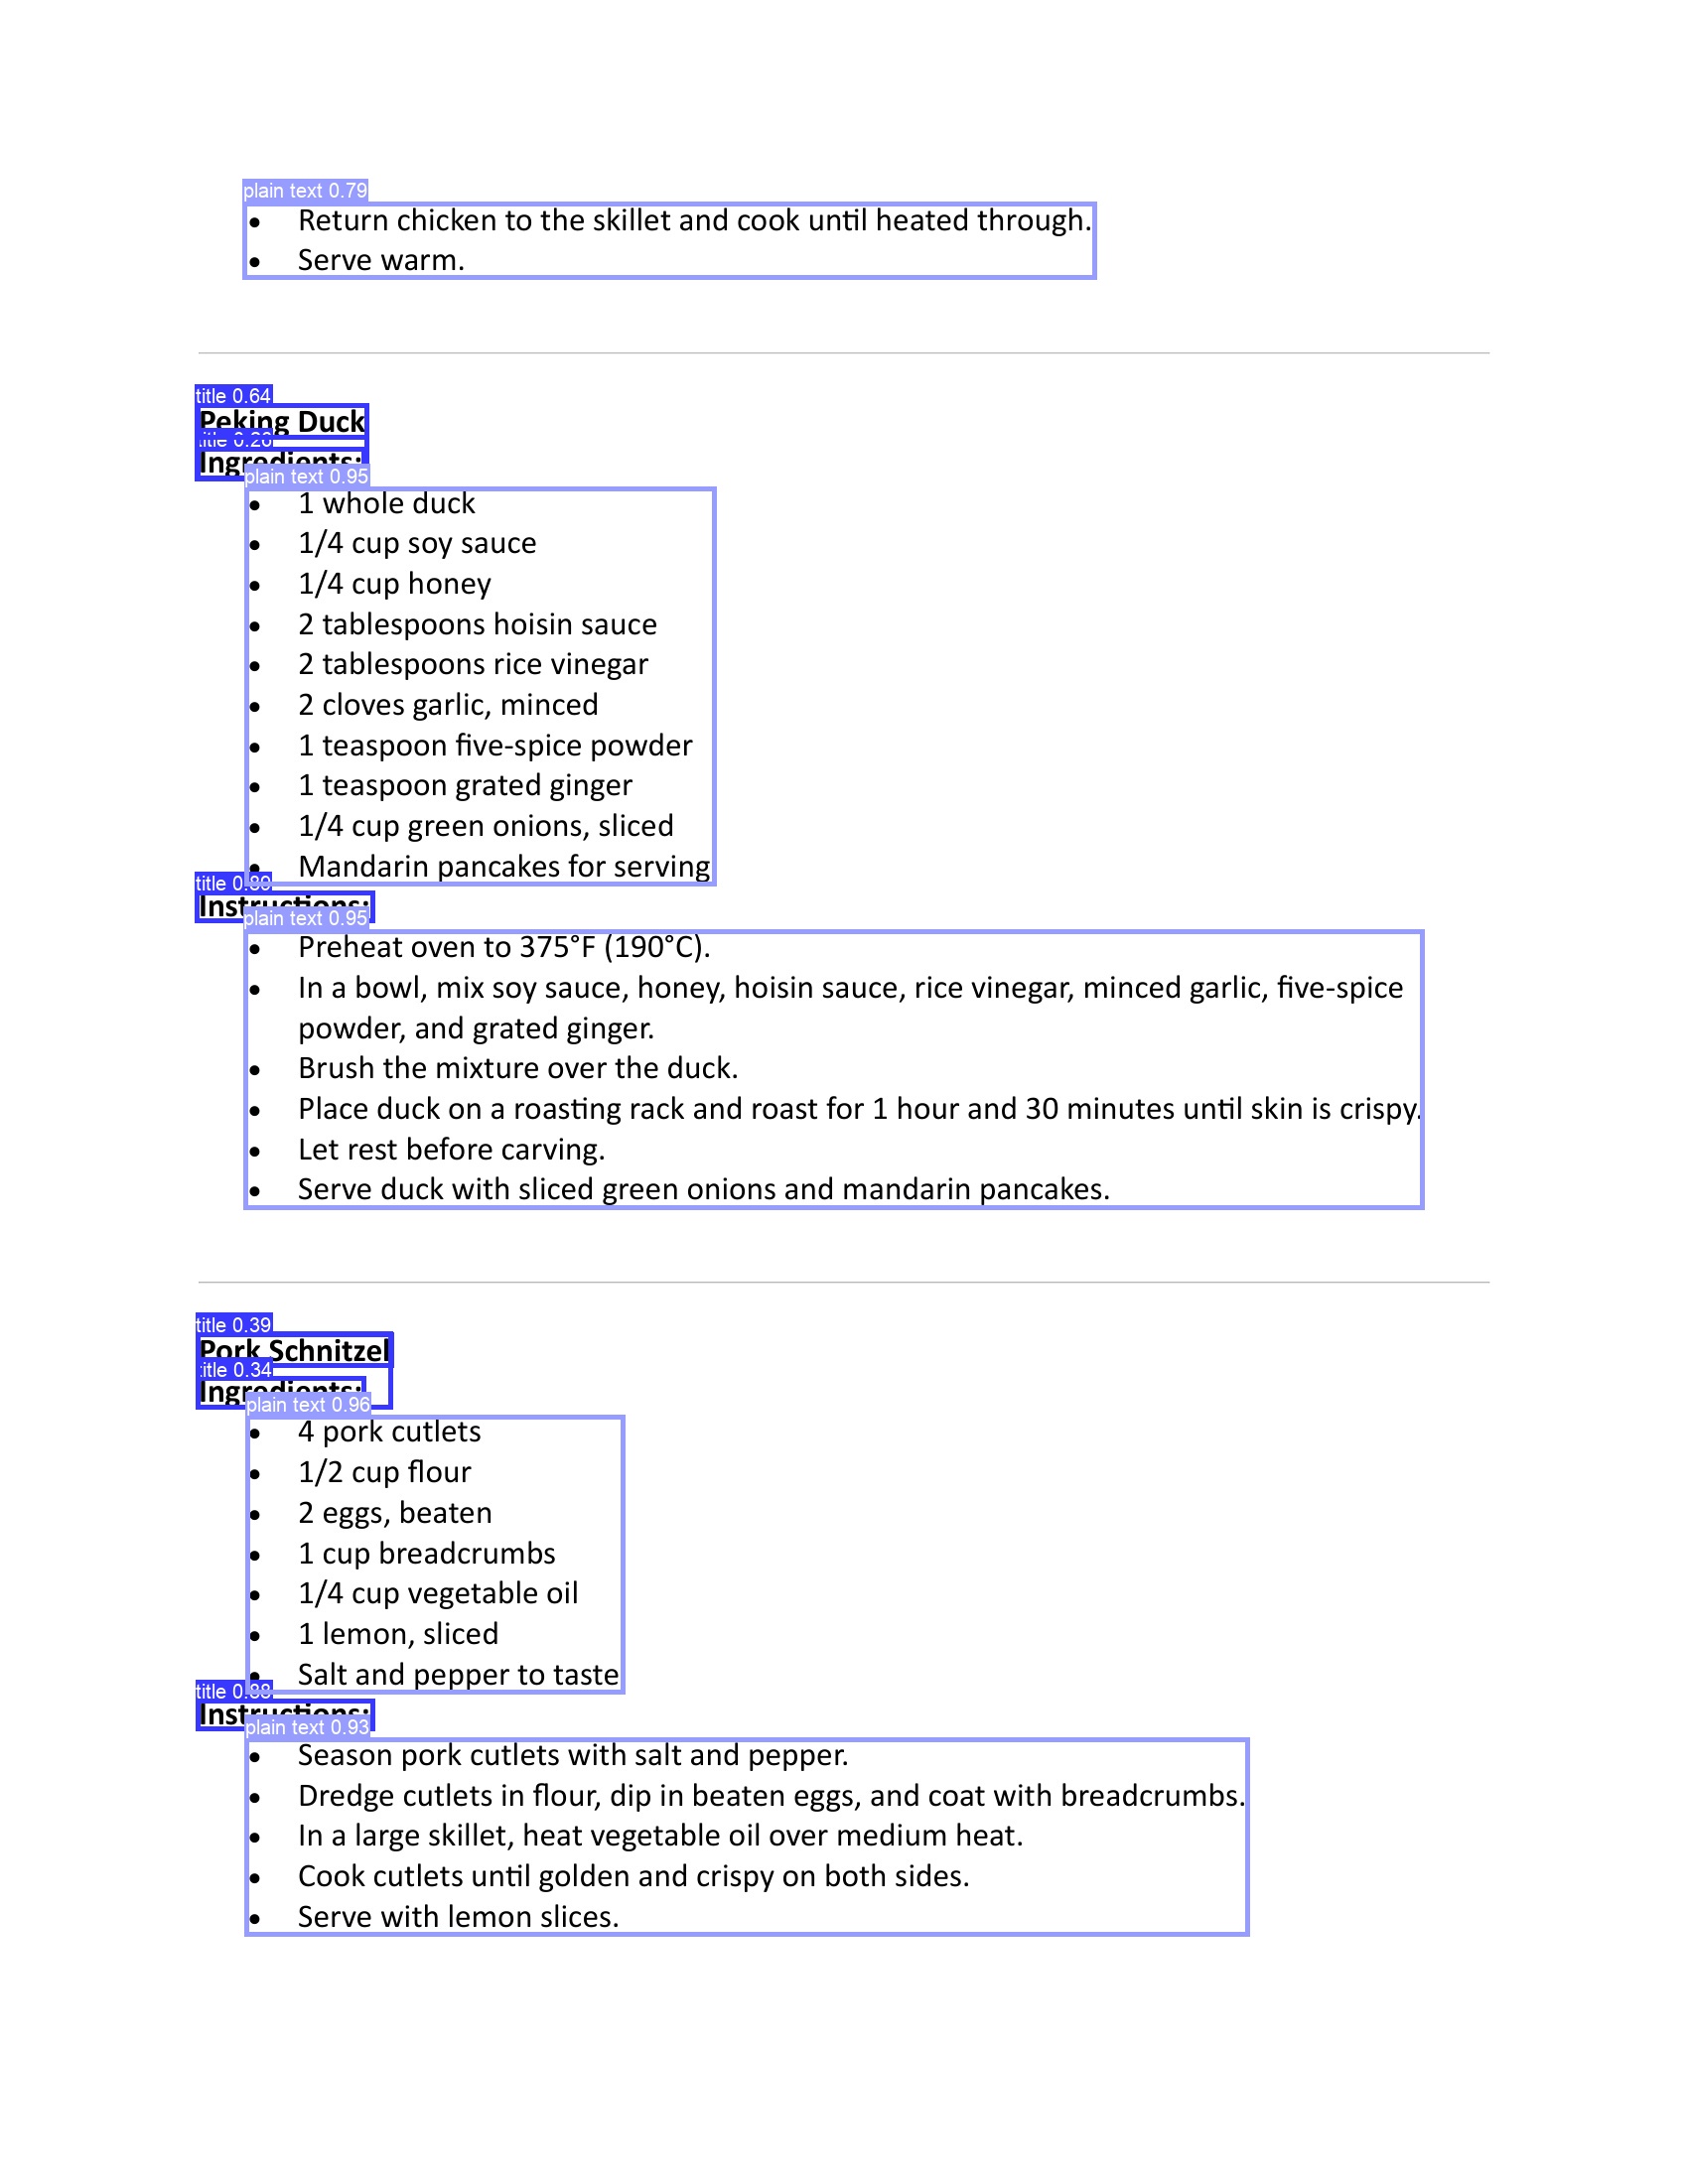 plain text 0.79
• Return chicken to the skillet and cook until heated through.
• Serve warm.
title 0.64
Peking Duck
title 0.26
Ingredients:
plain text 0.95
• 1 whole duck
• 1/4 cup soy sauce
• 1/4 cup honey
• 2 tablespoons hoisin sauce
• 2 tablespoons rice vinegar
• 2 cloves garlic, minced
• 1 teaspoon five-spice powder
• 1 teaspoon grated ginger
• 1/4 cup green onions, sliced
• Mandarin pancakes for serving
title
Instructions:
plain text 0.95
• Preheat oven to 375°F (190°C).
• In a bowl, mix soy sauce, honey, hoisin sauce, rice vinegar, minced garlic, five-spice
powder, and grated ginger.
• Brush the mixture over the duck.
• Place duck on a roasting rack and roast for 1 hour and 30 minutes until skin is crispy.
• Let rest before carving.
• Serve duck with sliced green onions and mandarin pancakes.
title 0.39
Pork Schnitzel
title 0.34
Ingredients:
plain text 0.96
• 4 pork cutlets
• 1/2 cup flour
• 2 eggs, beaten
• 1 cup breadcrumbs
• 1/4 cup vegetable oil
• 1 lemon, sliced
• Salt and pepper to taste
title
Instructions:
plain text 0.93
• Season pork cutlets with salt and pepper.
• Dredge cutlets in flour, dip in beaten eggs, and coat with breadcrumbs.
• In a large skillet, heat vegetable oil over medium heat.
• Cook cutlets until golden and crispy on both sides.
• Serve with lemon slices.